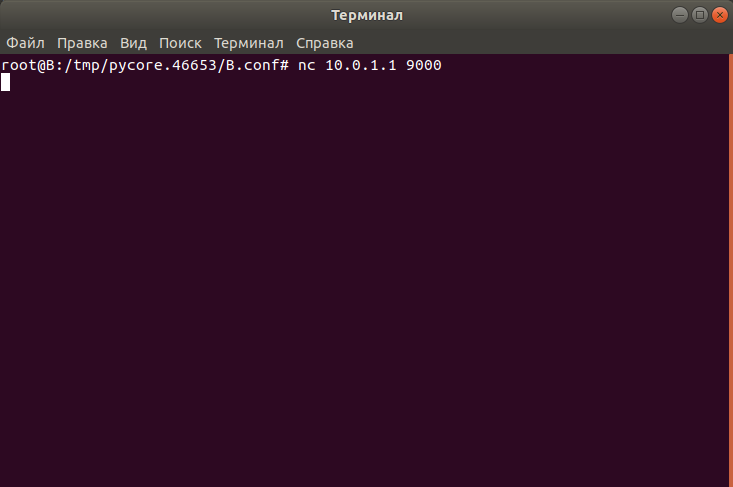 Терминал
Файл Правка Вид Поиск Терминал Справка
root@B:/tmp/pycore.46653/B.conf# nc 10.0.1.1 9000